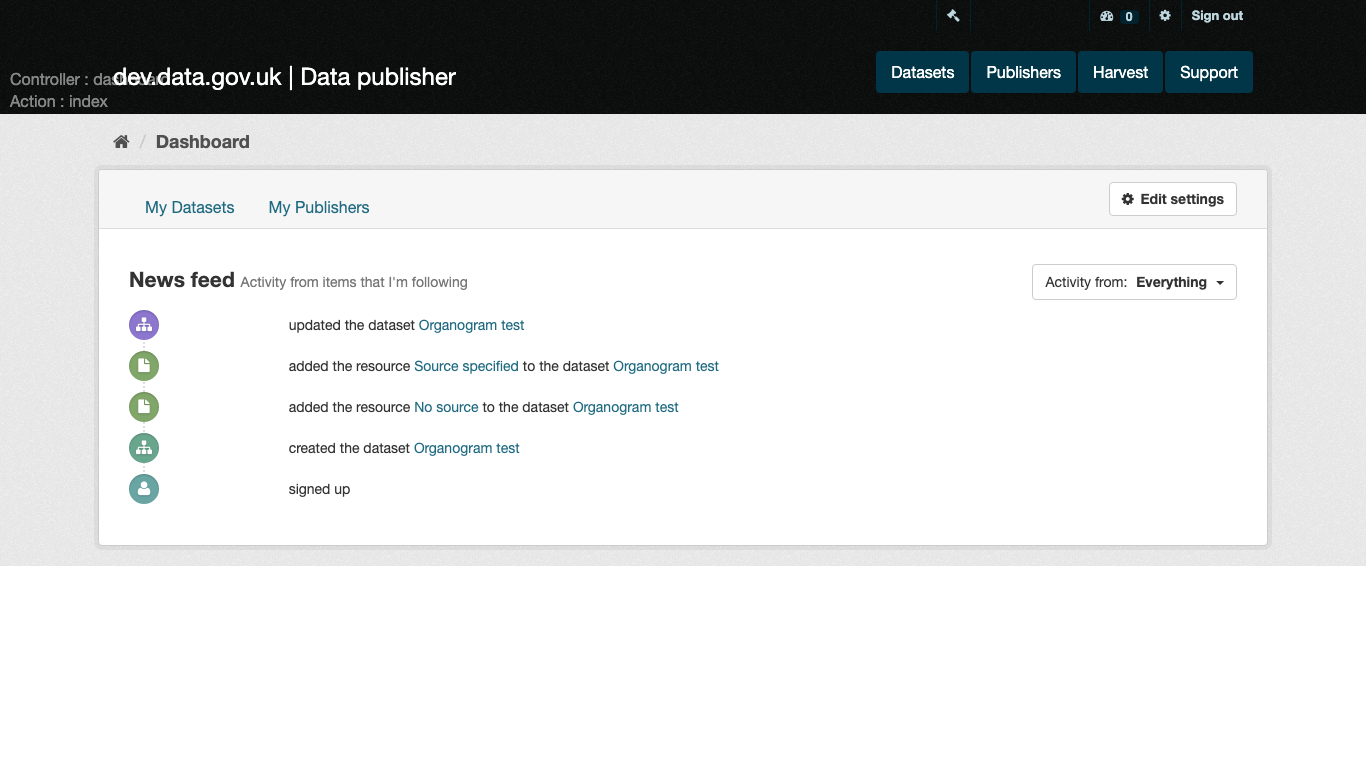 0 Sign out
Controller : dashboard
dev.data.gov.uk | Data publisher
Datasets Publishers Harvest Support
Action : index
/ Dashboard
My Datasets My Publishers
Edit settings
News feed Activity from items that I'm following
Activity from: Everything
updated the dataset Organogram test
added the resource Source specified to the dataset Organogram test
added the resource No source to the dataset Organogram test
created the dataset Organogram test
signed up